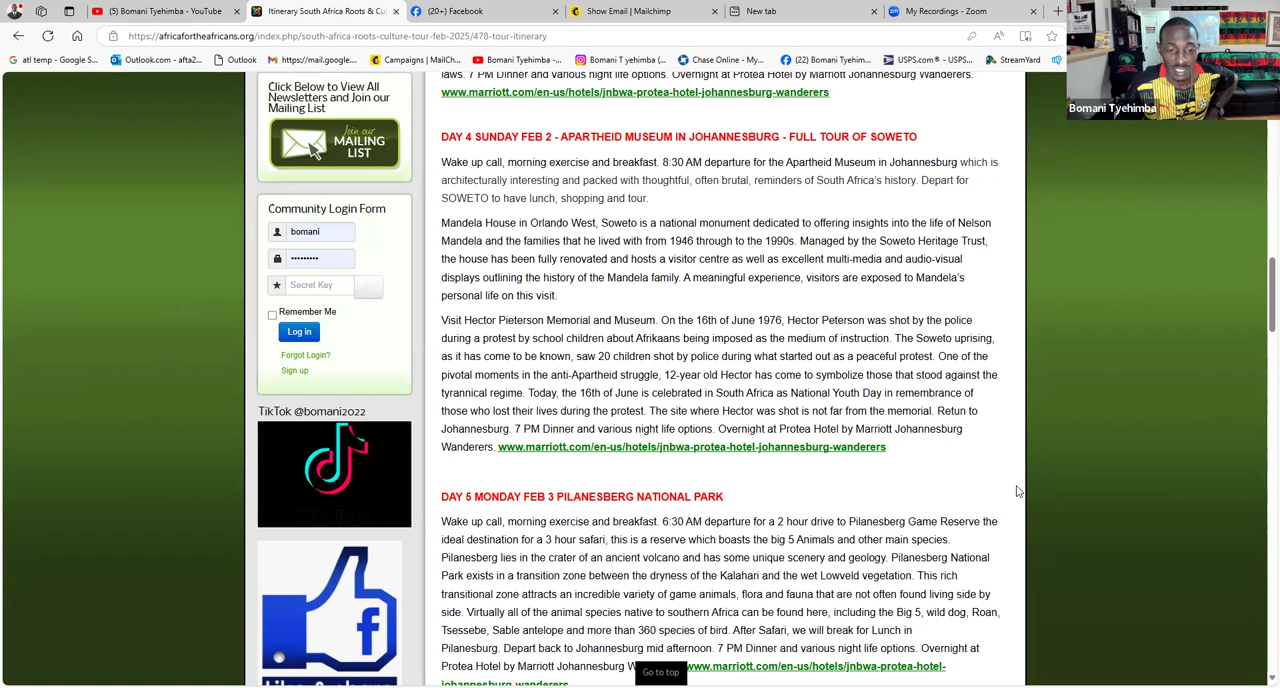 (5) Bomani Tyehimba - YouTube
Itinerary South Africa Roots & Cul
(20+) Facebook
Show Email | Mailchimp
New tab
My Recordings - Zoom
https://africafortheafricans.org/index.php/south-africa-roots-culture-tour-feb-2025/478-tour-itinerary
atl temp - Google S...
Outlook.com - afta2...
Outlook
https://mail.google....
Campaigns | MailCh...
Bomani Tyehimba -...
Bomani T yehimba (...
Chase Online - My...
(22) Bomani Tyehim...
USPS.com® - USPS...
StreamYard
Bomani Tyehimba
Click Below to View All
Newsletters and Join our
Mailing List
Join our
MAILING
LIST
Community Login Form
bomani
•••••••••
Secret Key
Remember Me
Log in
Forgot Login?
Sign up
TikTok @bomani2022
laws. 7 PM Dinner and various night life options. Overnight at Protea Hotel by Marriott Johannesburg Wanderers.
www.marriott.com/en-us/hotels/jnbwa-protea-hotel-johannesburg-wanderers
DAY 4 SUNDAY FEB 2 - APARTHEID MUSEUM IN JOHANNESBURG - FULL TOUR OF SOWETO
Wake up call, morning exercise and breakfast. 8:30 AM departure for the Apartheid Museum in Johannesburg which is
architecturally interesting and packed with thoughtful, often brutal, reminders of South Africa's history. Depart for
SOWETO to have lunch, shopping and tour.
Mandela House in Orlando West, Soweto is a national monument dedicated to offering insights into the life of Nelson
Mandela and the families that he lived with from 1946 through to the 1990s. Managed by the Soweto Heritage Trust,
the house has been fully renovated and hosts a visitor centre as well as excellent multi-media and audio-visual
displays outlining the history of the Mandela family. A meaningful experience, visitors are exposed to Mandela's
personal life on this visit.
Visit Hector Pieterson Memorial and Museum. On the 16th of June 1976, Hector Peterson was shot by the police
during a protest by school children about Afrikaans being imposed as the medium of instruction. The Soweto uprising,
as it has come to be known, saw 20 children shot by police during what started out as a peaceful protest. One of the
pivotal moments in the anti-Apartheid struggle, 12-year old Hector has come to symbolize those that stood against the
tyrannical regime. Today, the 16th of June is celebrated in South Africa as National Youth Day in remembrance of
those who lost their lives during the protest. The site where Hector was shot is not far from the memorial. Retun to
Johannesburg. 7 PM Dinner and various night life options. Overnight at Protea Hotel by Marriott Johannesburg
Wanderers. www.marriott.com/en-us/hotels/jnbwa-protea-hotel-johannesburg-wanderers
DAY 5 MONDAY FEB 3 PILANESBERG NATIONAL PARK
Wake up call, morning exercise and breakfast. 6:30 AM departure for a 2 hour drive to Pilanesberg Game Reserve the
ideal destination for a 3 hour safari, this is a reserve which boasts the big 5 Animals and other main species.
Pilanesberg lies in the crater of an ancient volcano and has some unique scenery and geology. Pilanesberg National
Park exists in a transition zone between the dryness of the Kalahari and the wet Lowveld vegetation. This rich
transitional zone attracts an incredible variety of game animals, flora and fauna that are not often found living side by
side. Virtually all of the animal species native to southern Africa can be found here, including the Big 5, wild dog, Roan,
Tsessebe, Sable antelope and more than 360 species of bird. After Safari, we will break for Lunch in
Pilanesberg. Depart back to Johannesburg mid afternoon. 7 PM Dinner and various night life options. Overnight at
Protea Hotel by Marriott Johannesburg W www.marriott.com/en-us/hotels/jnbwa-protea-hotel-
johannesburg-wanderers
Go to top